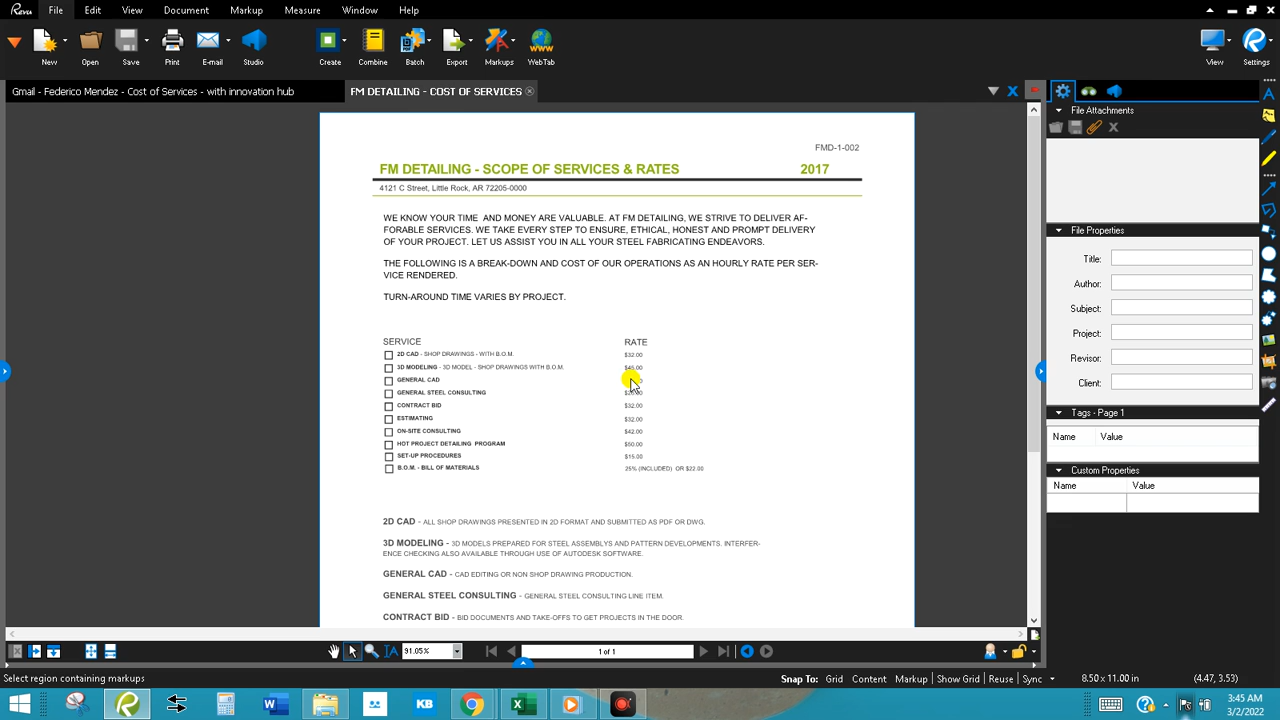 Revu File Edit View Document Markup Measure Window Help
New Open Save Print E-mail Studio Create Combine Batch Export Markups WebTab View Settings
Gmail - Federico Mendez - Cost of Services - with innovation hub
FM DETAILING - COST OF SERVICES
FMD-1-002
FM DETAILING - SCOPE OF SERVICES & RATES 2017
4121 C Street, Little Rock, AR 72205-0000
WE KNOW YOUR TIME AND MONEY ARE VALUABLE. AT FM DETAILING, WE STRIVE TO DELIVER AF-
FORABLE SERVICES. WE TAKE EVERY STEP TO ENSURE, ETHICAL, HONEST AND PROMPT DELIVERY
OF YOUR PROJECT. LET US ASSIST YOU IN ALL YOUR STEEL FABRICATING ENDEAVORS.
THE FOLLOWING IS A BREAK-DOWN AND COST OF OUR OPERATIONS AS AN HOURLY RATE PER SER-
VICE RENDERED.
TURN-AROUND TIME VARIES BY PROJECT.
SERVICE RATE
2D CAD - SHOP DRAWINGS - WITH B.O.M. $32.00
3D MODELING - 3D MODEL - SHOP DRAWINGS WITH B.O.M. $45.00
GENERAL CAD
GENERAL STEEL CONSULTING
CONTRACT BID $32.00
ESTIMATING $32.00
ON-SITE CONSULTING $42.00
HOT PROJECT DETAILING PROGRAM $50.00
SET-UP PROCEDURES $15.00
B.O.M. - BILL OF MATERIALS 25% (INCLUDED) OR $22.00
2D CAD - ALL SHOP DRAWINGS PRESENTED IN 2D FORMAT AND SUBMITTED AS PDF OR DWG.
3D MODELING - 3D MODELS PREPARED FOR STEEL ASSEMBLYS AND PATTERN DEVELOPMENTS. INTERFER-
ENCE CHECKING ALSO AVAILABLE THROUGH USE OF AUTODESK SOFTWARE.
GENERAL CAD - CAD EDITING OR NON SHOP DRAWING PRODUCTION.
GENERAL STEEL CONSULTING - GENERAL STEEL CONSULTING LINE ITEM.
CONTRACT BID - BID DOCUMENTS AND TAKE-OFFS TO GET PROJECTS IN THE DOOR.
File Attachments
File Properties
Title:
Author:
Subject:
Project:
Revisor:
Client:
Tags - Page 1
Name Value
Custom Properties
Name Value
91.05% 1 of 1
Select region containing markups Snap To: Grid Content Markup Show Grid Reuse Sync 8.50 x 11.00 in (4.47, 3.53)
KB
3:45 AM
3/2/2022